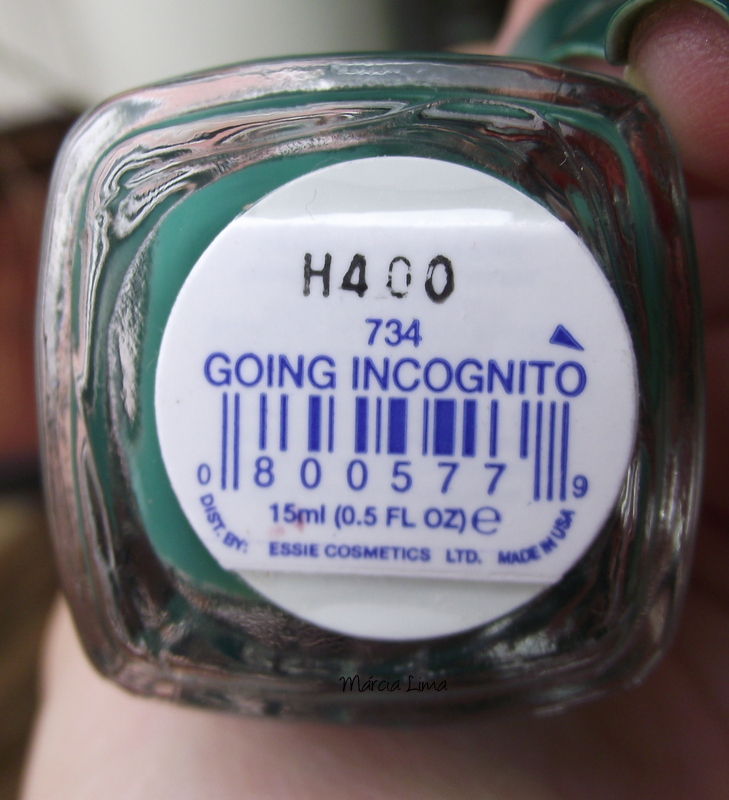 H400
734
GOING INCOGNITO
0 800577 9
15ml (0.5 FL OZ) e
DIST. BY: ESSIE COSMETICS LTD. MADE IN USA
Márcia Lima